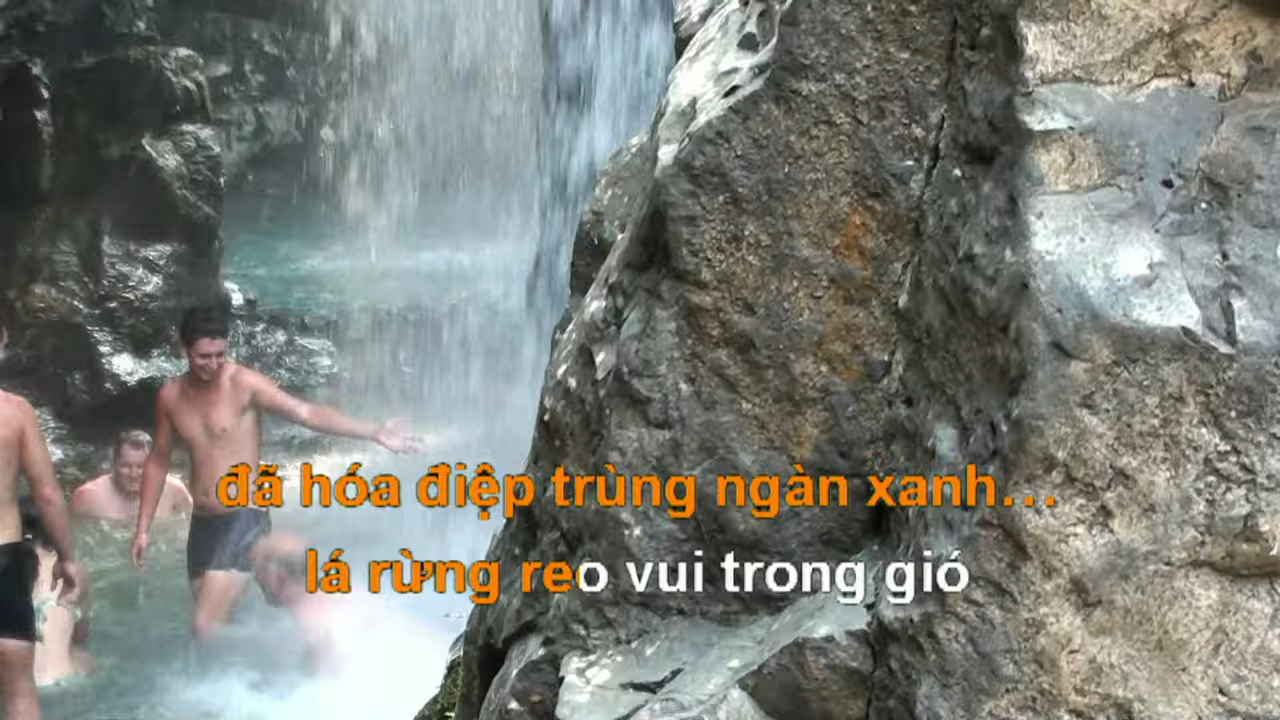 đã hóa điệp trùng ngàn xanh...
lá rừng reo vui trong gió